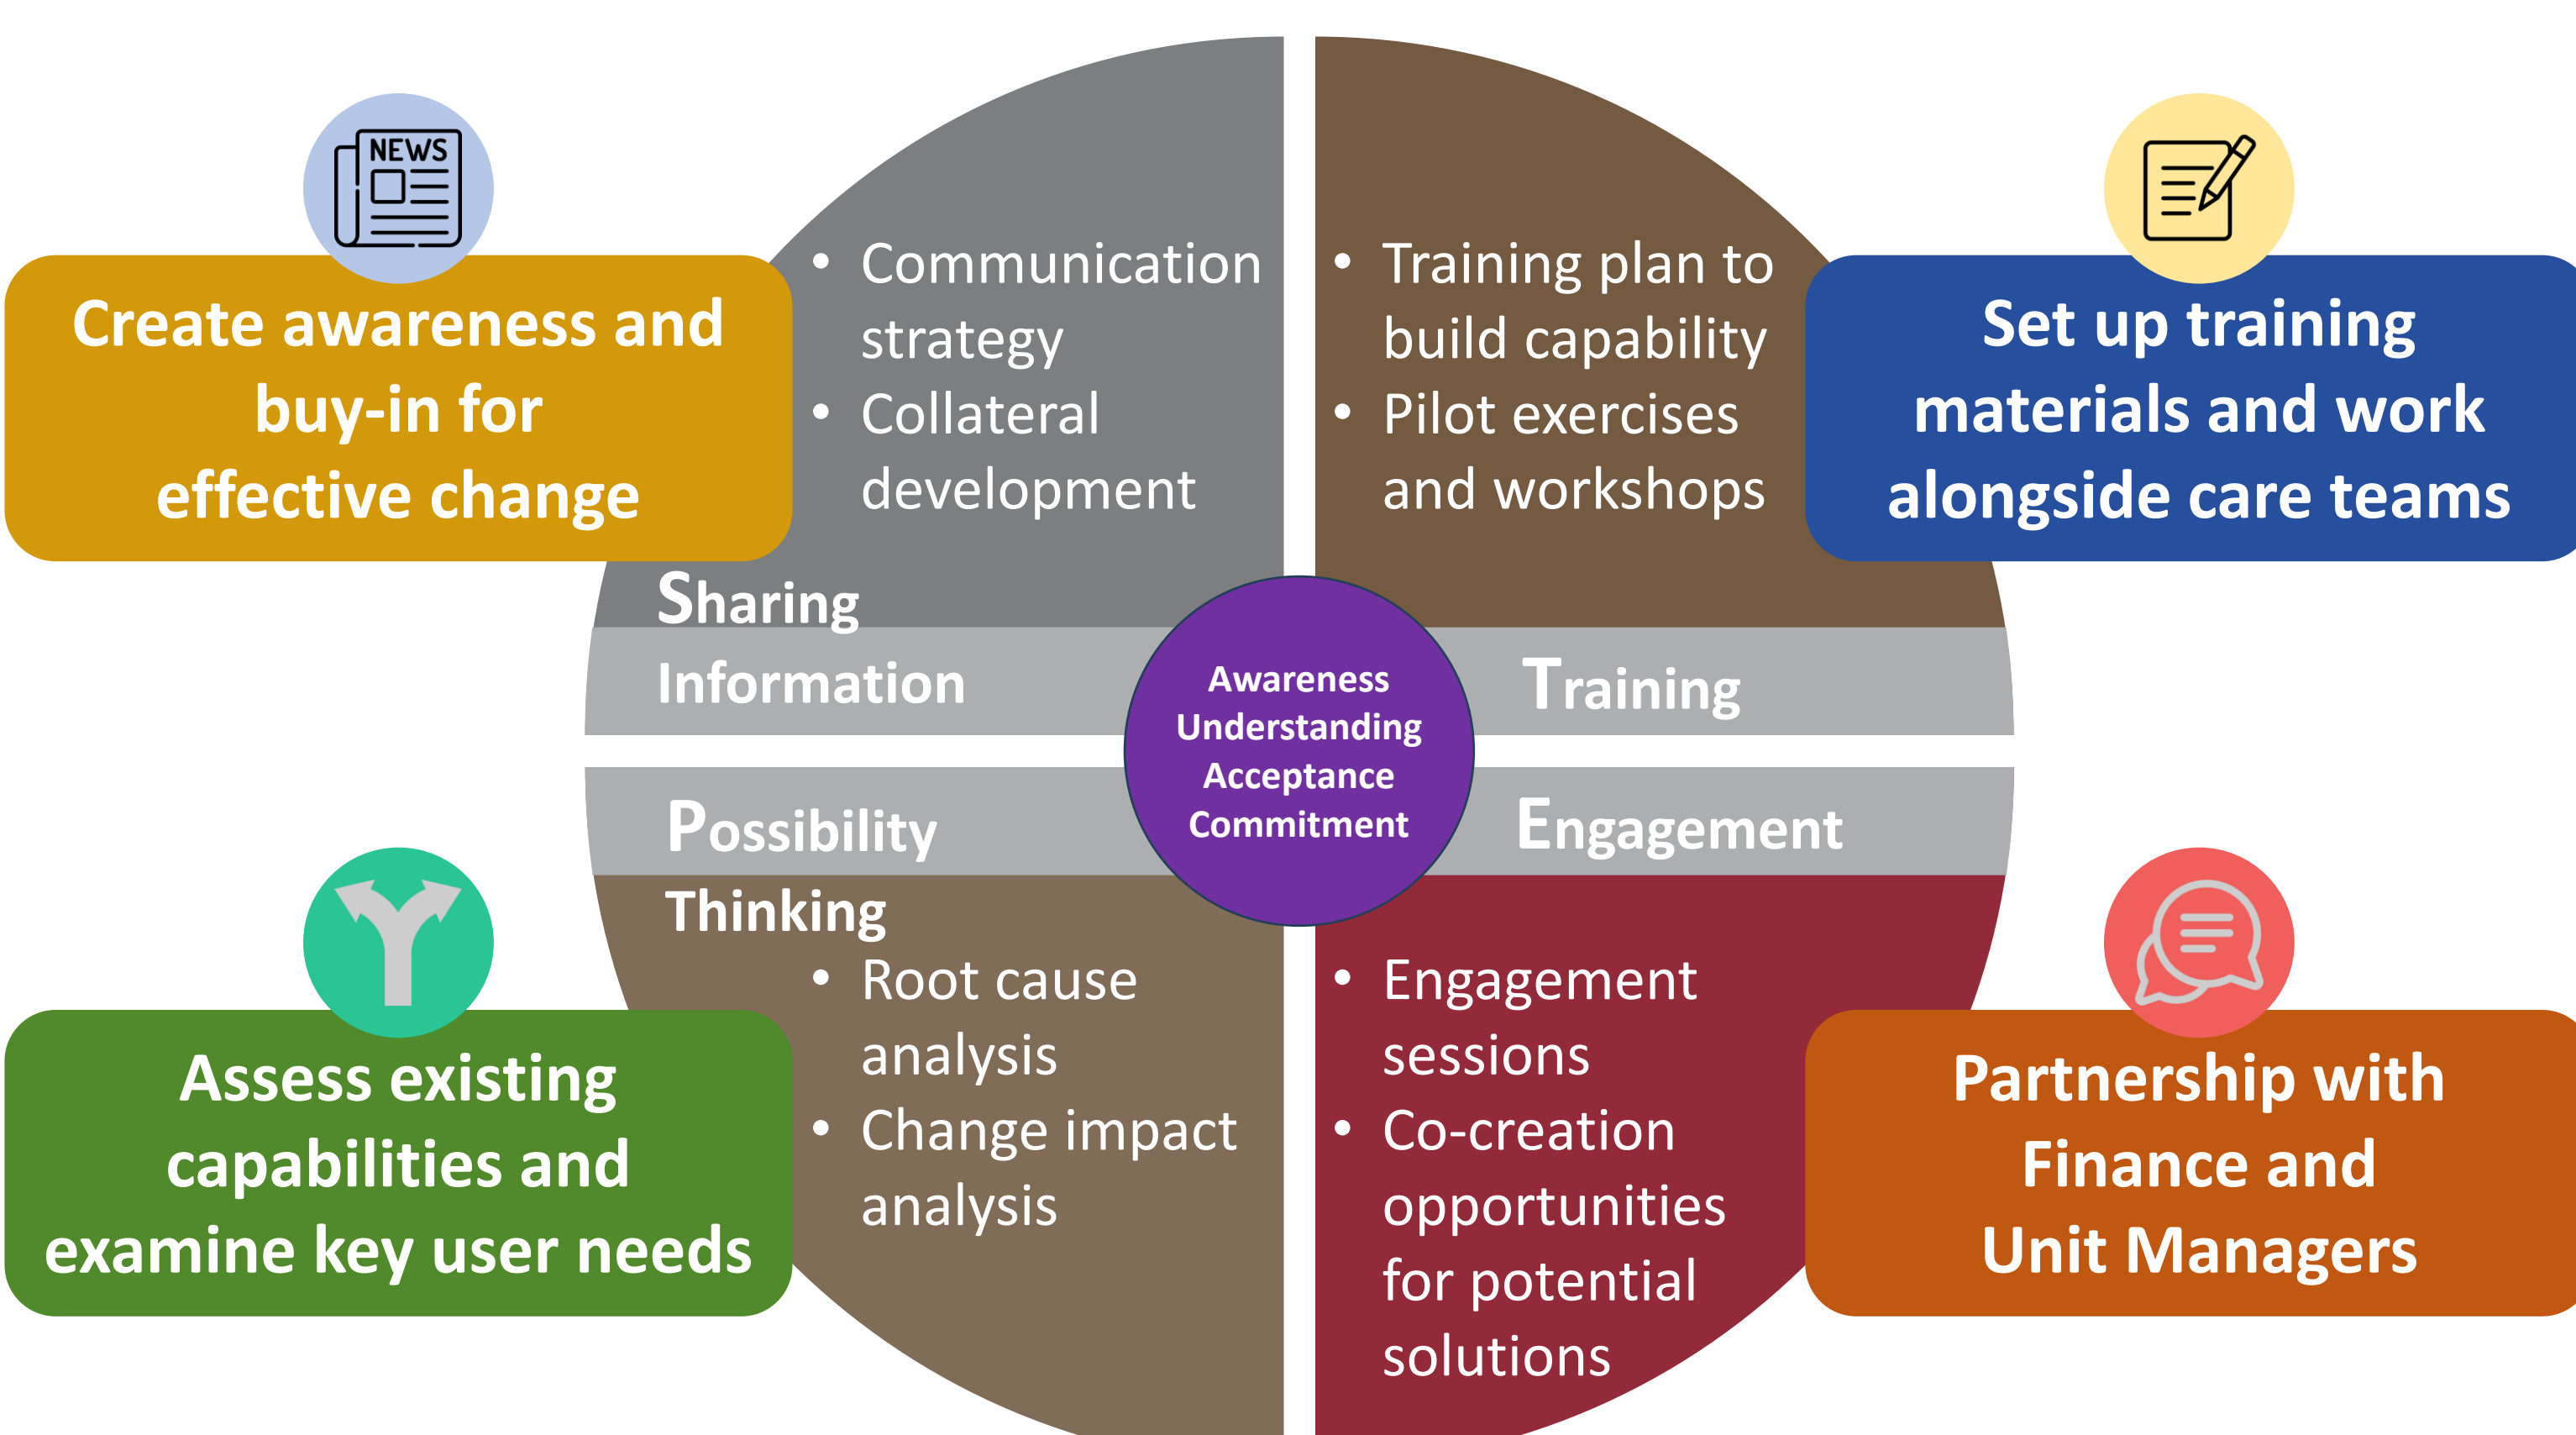 NEWS
Create awareness and
buy-in for
effective change
• Communication
strategy
• Collateral
development
Sharing
Information
• Training plan to
build capability
• Pilot exercises
and workshops
Training
Set up training
materials and work
alongside care teams
Awareness
Understanding
Acceptance
Commitment
Possibility
Thinking
• Root cause
analysis
• Change impact
analysis
Assess existing
capabilities and
examine key user needs
Engagement
• Engagement
sessions
• Co-creation
opportunities
for potential
solutions
Partnership with
Finance and
Unit Managers